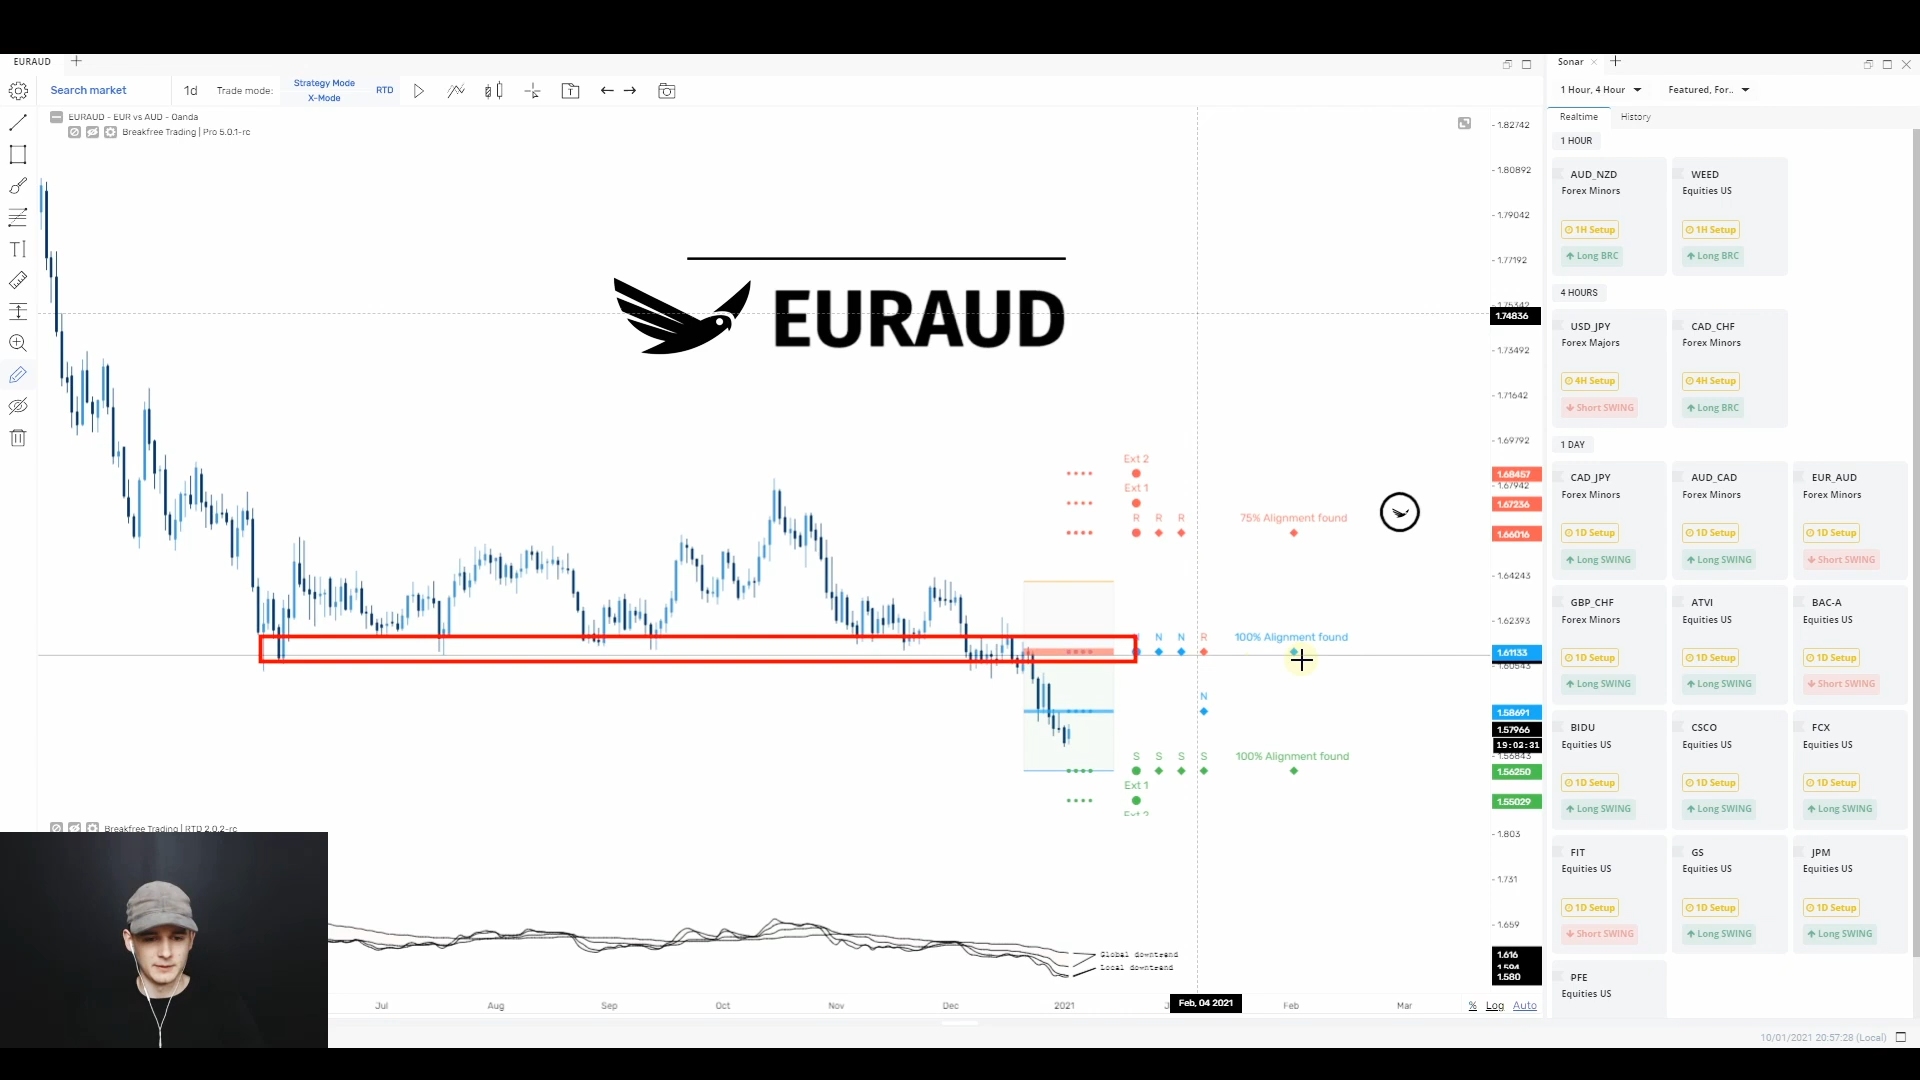 EURAUD
Search market
1d
Trade mode:
Strategy Mode
X-Mode
RTD
EURAUD - EUR vs AUD - Oanda
Breakfree Trading | Pro 5.0.1-rc
EURAUD
Ext 2
Ext 1
R R R
75% Alignment found
N N R
100% Alignment found
N
S S S S
100% Alignment found
Ext 1
Ext 2
1.82742
1.80892
1.79042
1.77192
1.75342
1.74836
1.73492
1.71642
1.69792
1.68457
1.67942
1.67236
1.66016
1.64243
1.62393
1.61133
1.60543
1.58691
1.57966
19:02:31
1.56843
1.56250
1.55029
Breakfree Trading | RTD 2.0.2-rc
1.803
1.731
1.659
1.616
1.594
1.580
Global downtrend
Local downtrend
Jul Aug Sep Oct Nov Dec 2021 Feb, 04 2021 Feb Mar
% Log Auto
Sonar
1 Hour, 4 Hour
Featured, For..
Realtime History
1 HOUR
AUD_NZD
Forex Minors
1H Setup
Long BRC
WEED
Equities US
1H Setup
Long BRC
4 HOURS
USD_JPY
Forex Majors
4H Setup
Short SWING
CAD_CHF
Forex Minors
4H Setup
Long BRC
1 DAY
CAD_JPY
Forex Minors
1D Setup
Long SWING
AUD_CAD
Forex Minors
1D Setup
Long SWING
EUR_AUD
Forex Minors
1D Setup
Short SWING
GBP_CHF
Forex Minors
1D Setup
Long SWING
ATVI
Equities US
1D Setup
Long SWING
BAC-A
Equities US
1D Setup
Short SWING
BIDU
Equities US
1D Setup
Long SWING
CSCO
Equities US
1D Setup
Long SWING
FCX
Equities US
1D Setup
Long SWING
FIT
Equities US
1D Setup
Short SWING
GS
Equities US
1D Setup
Long SWING
JPM
Equities US
1D Setup
Long SWING
PFE
Equities US
10/01/2021 20:57:28 (Local)